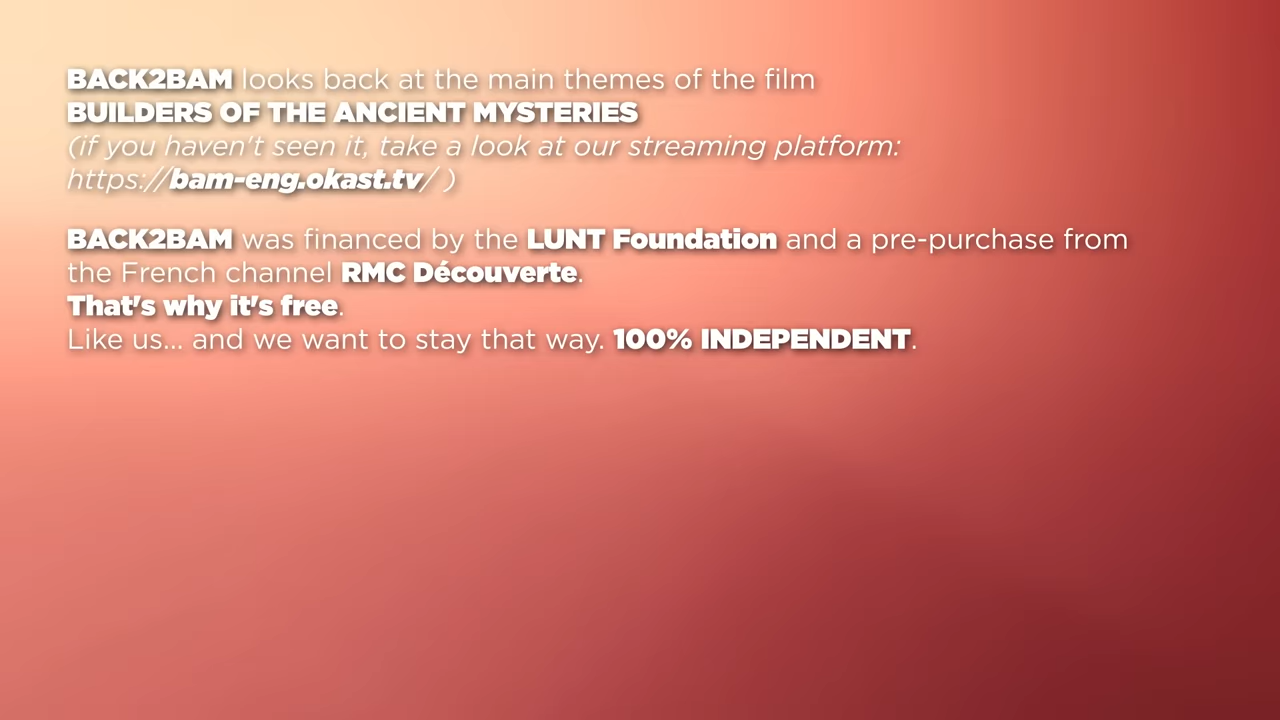 BACK2BAM looks back at the main themes of the film
BUILDERS OF THE ANCIENT MYSTERIES
(if you haven't seen it, take a look at our streaming platform:
https://bam-eng.okast.tv/ )
BACK2BAM was financed by the LUNT Foundation and a pre-purchase from
the French channel RMC Découverte.
That's why it's free.
Like us... and we want to stay that way. 100% INDEPENDENT.